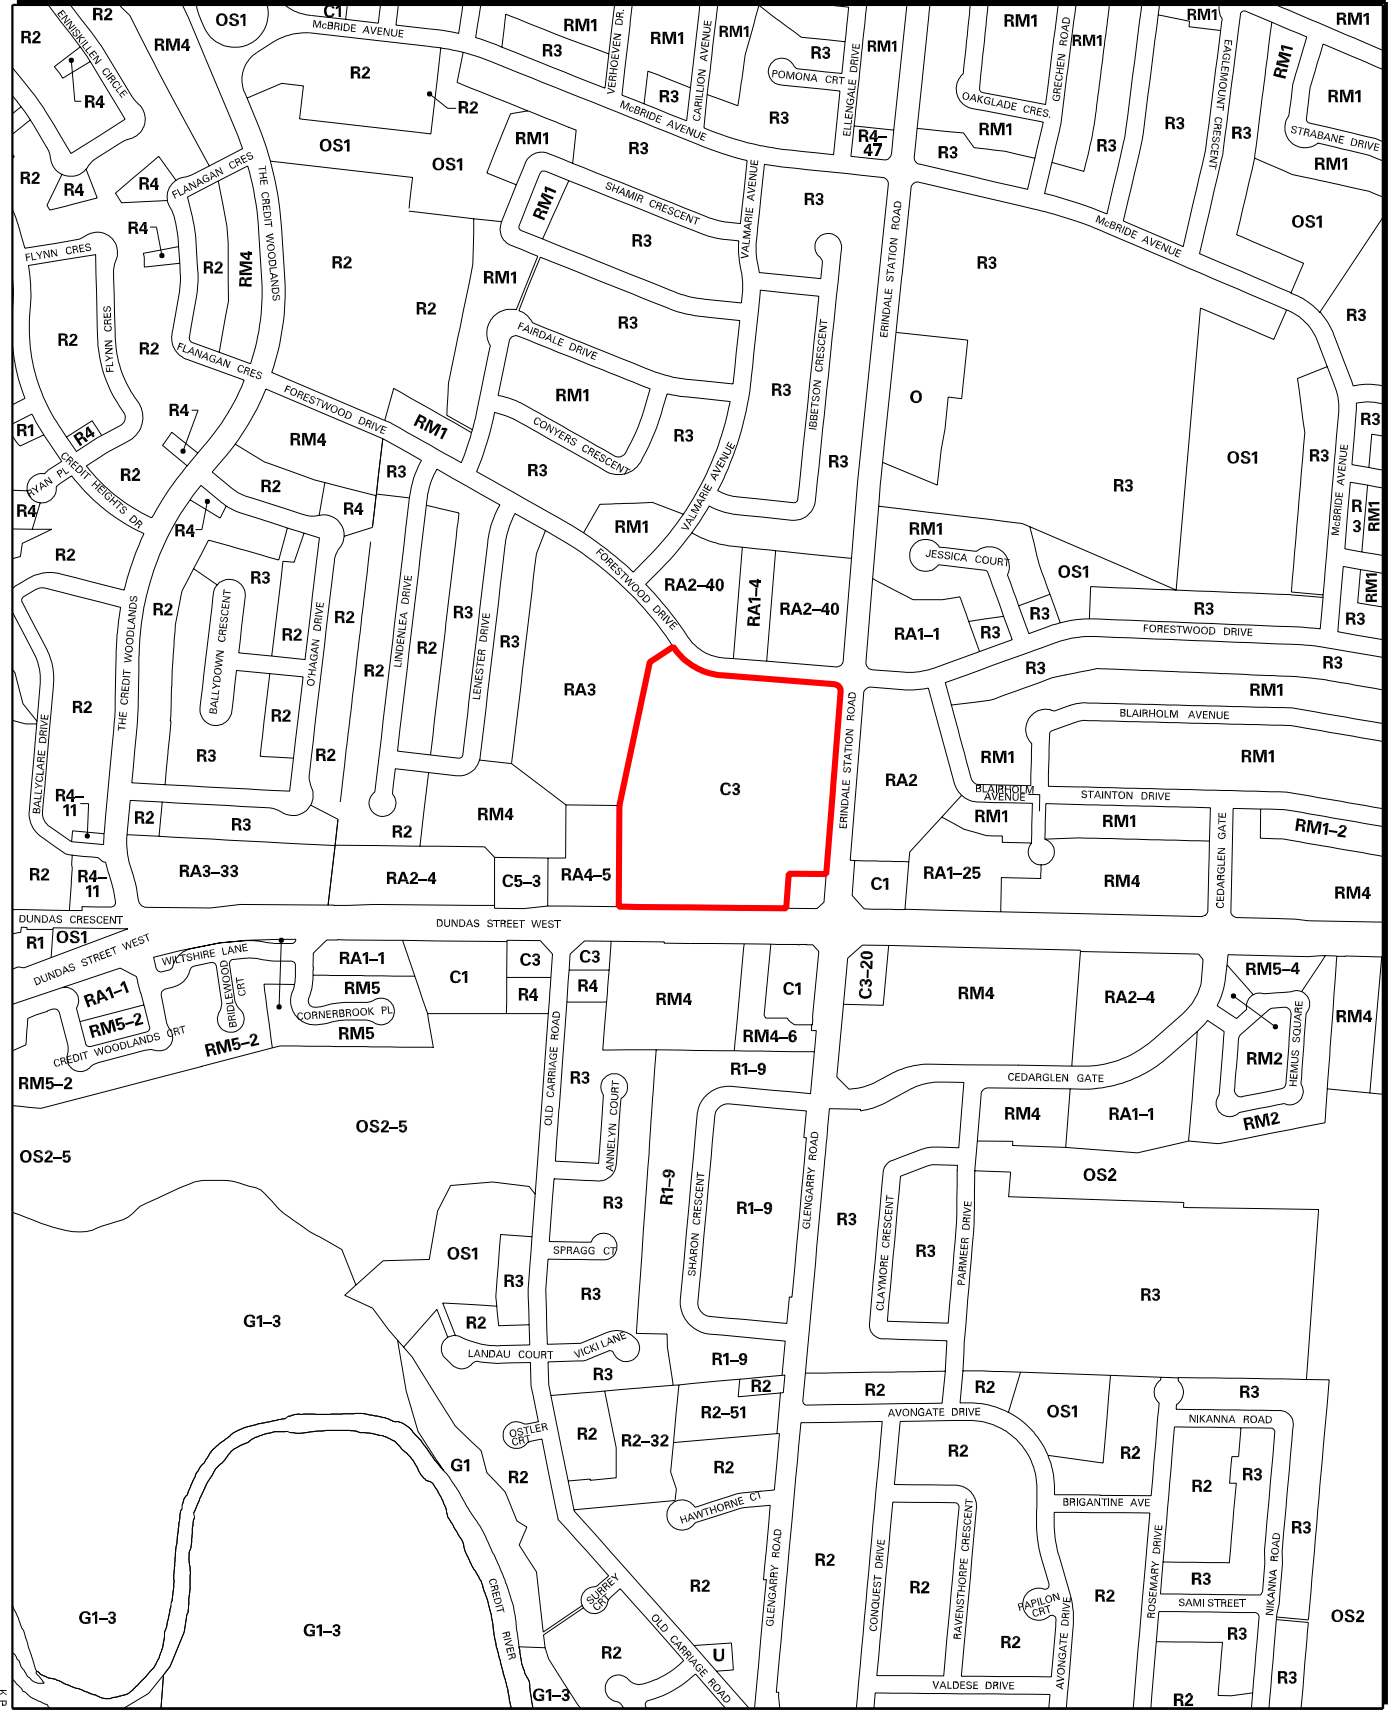 R2
OS1
C1
McBRIDE AVENUE
RM1
VERHOEVEN DR.
RM1
CARILLION AVENUE
RM1
RM1
ELLENGALE DRIVE
RM1
GRECHEN ROAD
RM1
RM1
EAGLEMOUNT CRESCENT
RM1
RM1
R2
ENNISKILLEN CIRCLE
RM4
R3
R3
R2
POMONA CRT
R4
R2
R3
OAKGLADE CRES.
RM1
STRABANE DRIVE
McBRIDE AVENUE
R3
R4–
47
RM1
R3
R3
R3
R3
RM1
OS1
OS1
RM1
R3
R3
R2
R4
R4
FLANAGAN CRES
THE CREDIT WOODLANDS
RM1
SHAMIR CRESCENT
VALMARIE AVENUE
R3
ERINDALE STATION ROAD
McBRIDE AVENUE
OS1
R4
FLYNN CRES
R2
RM4
R2
R3
R3
RM1
R2
R3
R3
FLYNN CRES
R2
R2
FLANAGAN CRES
FAIRDALE DRIVE
IBBETSON CRESCENT
RM1
R3
O
FORESTWOOD DRIVE
RM1
R4
R1
R4
RM4
CONYERS CRESCENT
R3
R3
R3
McBRIDE AVENUE
R3
OS1
R3
RYAN PL
CREDIT HEIGHTS DR
R2
R3
R3
VALMARIE AVENUE
R2
R3
R4
R4
R4
RM1
RM1
R
3
RM1
R2
FORESTWOOD DRIVE
JESSICA COURT
OS1
R3
RA2–40
RA1–4
RA2–40
RM1
THE CREDIT WOODLANDS
R2
BALLYDOWN CRESCENT
R2
O'HAGAN DRIVE
R2
LINDENLEA DRIVE
R2
R3
LENESTER DRIVE
R3
RA1–1
R3
R3
R3
R3
FORESTWOOD DRIVE
R2
R3
R3
RA3
RM1
R2
R2
BALLYCLARE DRIVE
ERINDALE STATION ROAD
BLAIRHOLM AVENUE
R3
R2
C3
RA2
RM1
RM1
BLAIRHOLM
AVENUE
STAINTON DRIVE
R4–
11
R2
R3
R2
RM4
RM1
RM1
CEDARGLEN GATE
RM1–2
R2
R4–
11
RA3–33
RA2–4
C5–3
RA4–5
C1
RA1–25
RM4
RM4
DUNDAS CRESCENT
DUNDAS STREET WEST
R1
OS1
DUNDAS STREET WEST
WILTSHIRE LANE
RA1–1
C1
C3
C3
C3–20
RM5–4
RM5
R4
R4
RM4
C1
RM4
RA2–4
RA1–1
BRIDLEWOOD
CRT
CORNERBROOK PL
RM5–2
RM5
RM4
CREDIT WOODLANDS CRT
RM5–2
RM4–6
HEMUS SQUARE
RM2
OLD CARRIAGE ROAD
R1–9
RM5–2
R3
CEDARGLEN GATE
ANNELYN COURT
RM4
RA1–1
RM2
OS2–5
GLENGARRY ROAD
OS2–5
R1–9
OS2
R3
SHARON CRESCENT
R1–9
R3
CLAYMORE CRESCENT
PARMEER DRIVE
OS1
SPRAGG CT
R3
R3
R3
R3
G1–3
R2
LANDAU COURT
VICKI LANE
R3
R1–9
R2
R2
R2
R3
R2–51
AVONGATE DRIVE
OS1
NIKANNA ROAD
OSTLER
CRT
R2
R2–32
R2
R2
G1
R2
R2
R2
R3
HAWTHORNE CT
BRIGANTINE AVE
R3
CREDIT
RIVER
GLENGARRY ROAD
R2
CONQUEST DRIVE
RAVENSTHORPE CRESCENT
ROSEMARY DRIVE
NIKANNA ROAD
SURREY
CRT
R2
R2
PAPILON
CRT
R2
R3
SAMI STREET
G1–3
G1–3
OLD CARRIAGE ROAD
AVONGATE DRIVE
OS2
R2
U
R2
R3
VALDESE DRIVE
R3
G1–3
R2